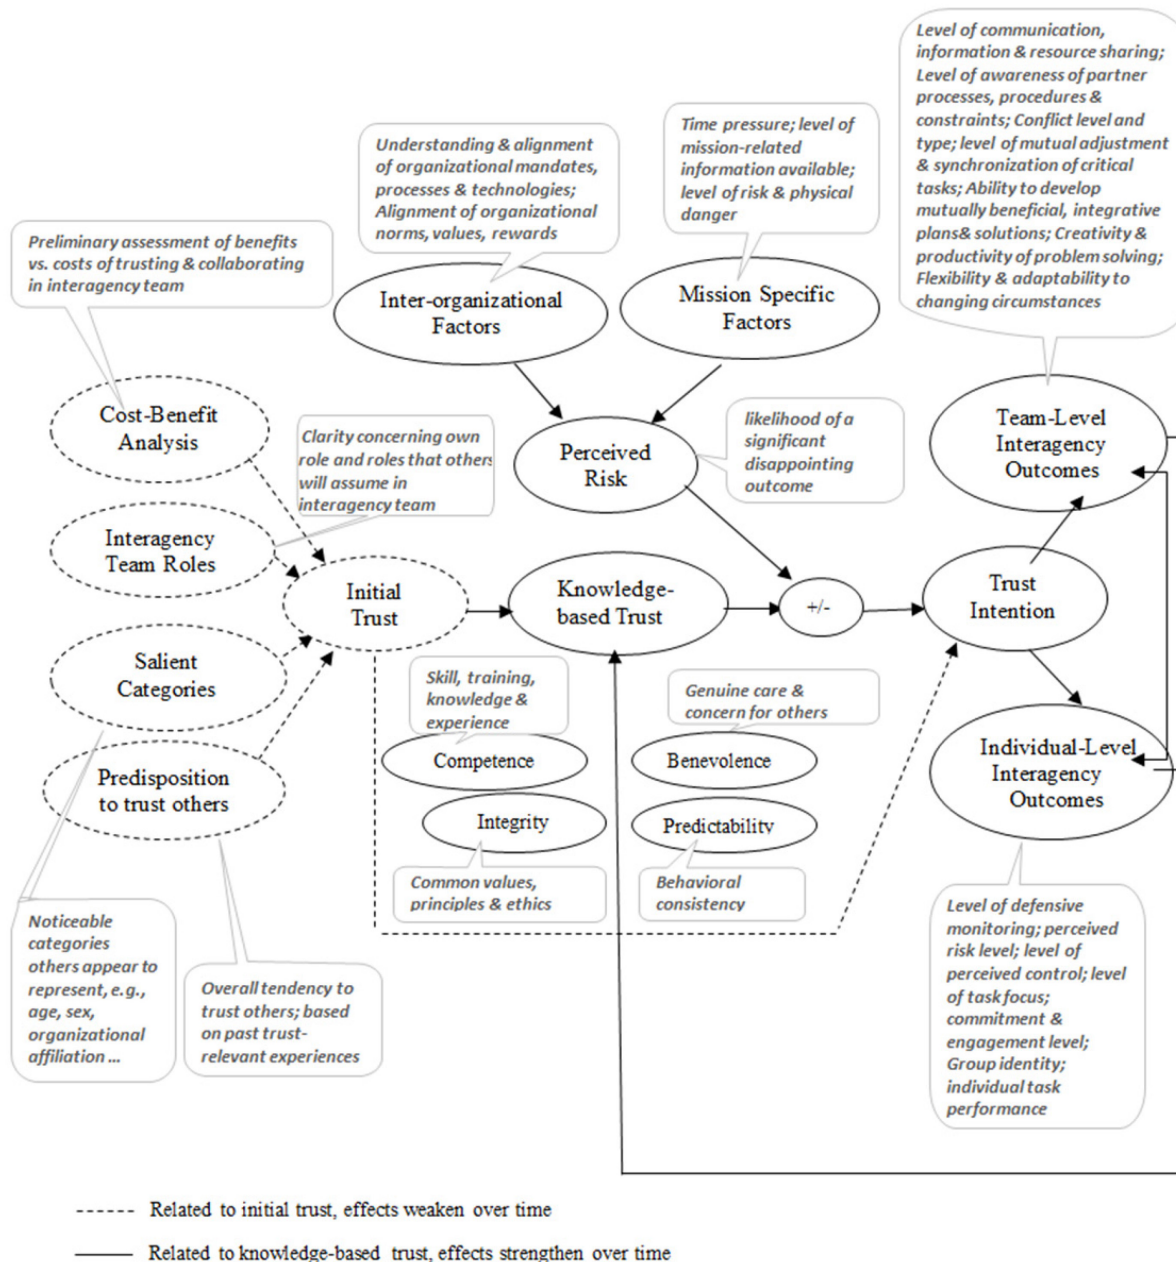 Level of communication,
information & resource sharing;
Level of awareness of partner
processes, procedures &
constraints; Conflict level and
type; level of mutual adjustment
& synchronization of critical
tasks; Ability to develop
mutually beneficial, integrative
plans& solutions; Creativity &
productivity of problem solving;
Flexibility & adaptability to
changing circumstances
Understanding & alignment
of organizational mandates,
processes & technologies;
Alignment of organizational
norms, values, rewards
Time pressure; level of
mission-related
information available;
level of risk & physical
danger
Preliminary assessment of benefits
vs. costs of trusting & collaborating
in interagency team
Inter-organizational
Factors
Mission Specific
Factors
Cost-Benefit
Analysis
Clarity concerning own
role and roles that others
will assume in
interagency team
Perceived
Risk
likelihood of a
significant
disappointing
outcome
Team-Level
Interagency
Outcomes
Interagency
Team Roles
Initial
Trust
Knowledge-
based Trust
+/-
Trust
Intention
Salient
Categories
Skill, training,
knowledge &
experience
Genuine care &
concern for others
Predisposition
to trust others
Competence
Benevolence
Individual-Level
Interagency
Outcomes
Integrity
Predictability
Common values,
principles & ethics
Behavioral
consistency
Noticeable
categories
others appear to
represent, e.g.,
age, sex,
organizational
affiliation ...
Overall tendency to
trust others; based
on past trust-
relevant experiences
Level of defensive
monitoring; perceived
risk level; level of
perceived control; level
of task focus;
commitment &
engagement level;
Group identity;
individual task
performance
Related to initial trust, effects weaken over time
Related to knowledge-based trust, effects strengthen over time